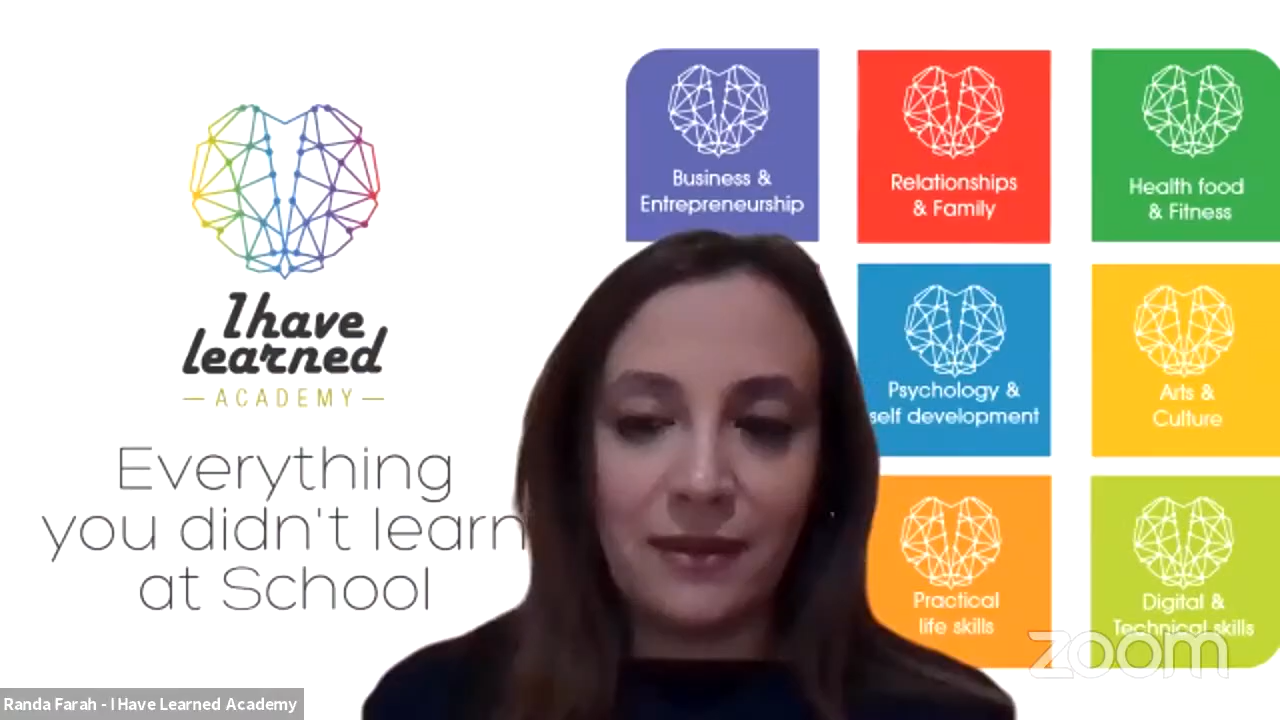 I have
learned
ACADEMY
Everything
you didn't learn
at School
Business &
Entrepreneurship
Relationships
& Family
Health food
& Fitness
Psychology &
self development
Arts &
Culture
Practical
life skills
Digital &
Technical skills
zoom
Randa Farah - I Have Learned Academy